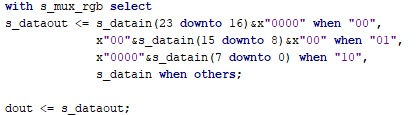 with s_mux_rgb select
s_dataout <= s_datain(23 downto 16)&x"0000" when "00",
x"00"&s_datain(15 downto 8)&x"00" when "01",
x"0000"&s_datain(7 downto 0) when "10",
s_datain when others;
dout <= s_dataout;